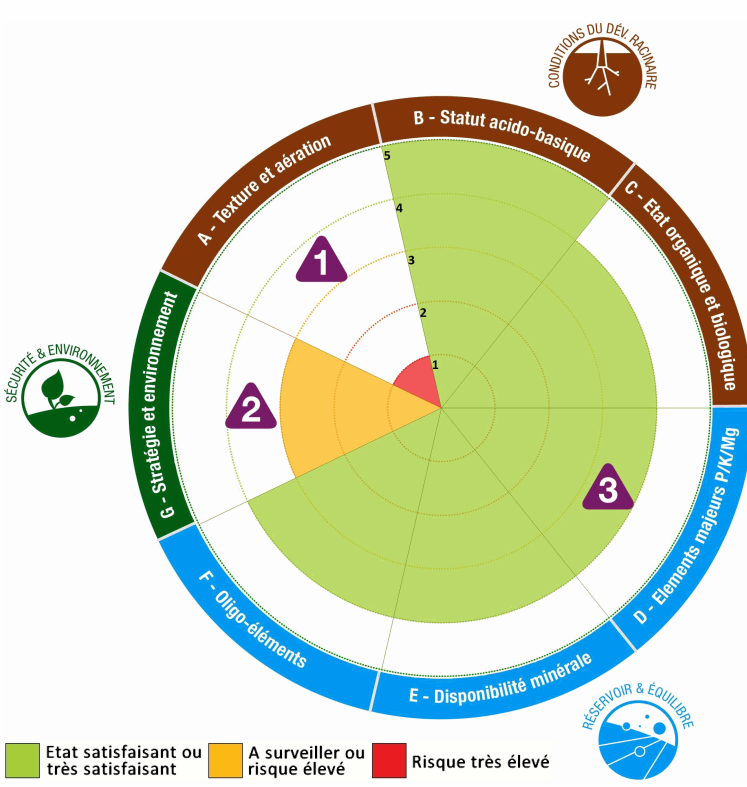 CONDITIONS DU DÉV. RACINAIRE
B - Statut acido-basique
A - Texture et aération
C - Etat organique et biologique
5
4
3
2
1
1
2
3
SÉCURITÉ & ENVIRONNEMENT
G - Stratégie et environnement
D - Elements majeurs P/K/Mg
F - Oligo-éléments
E - Disponibilité minérale
RÉSERVOIR & ÉQUILIBRE
Etat satisfaisant ou
très satisfaisant
A surveiller ou
risque élevé
Risque très élevé